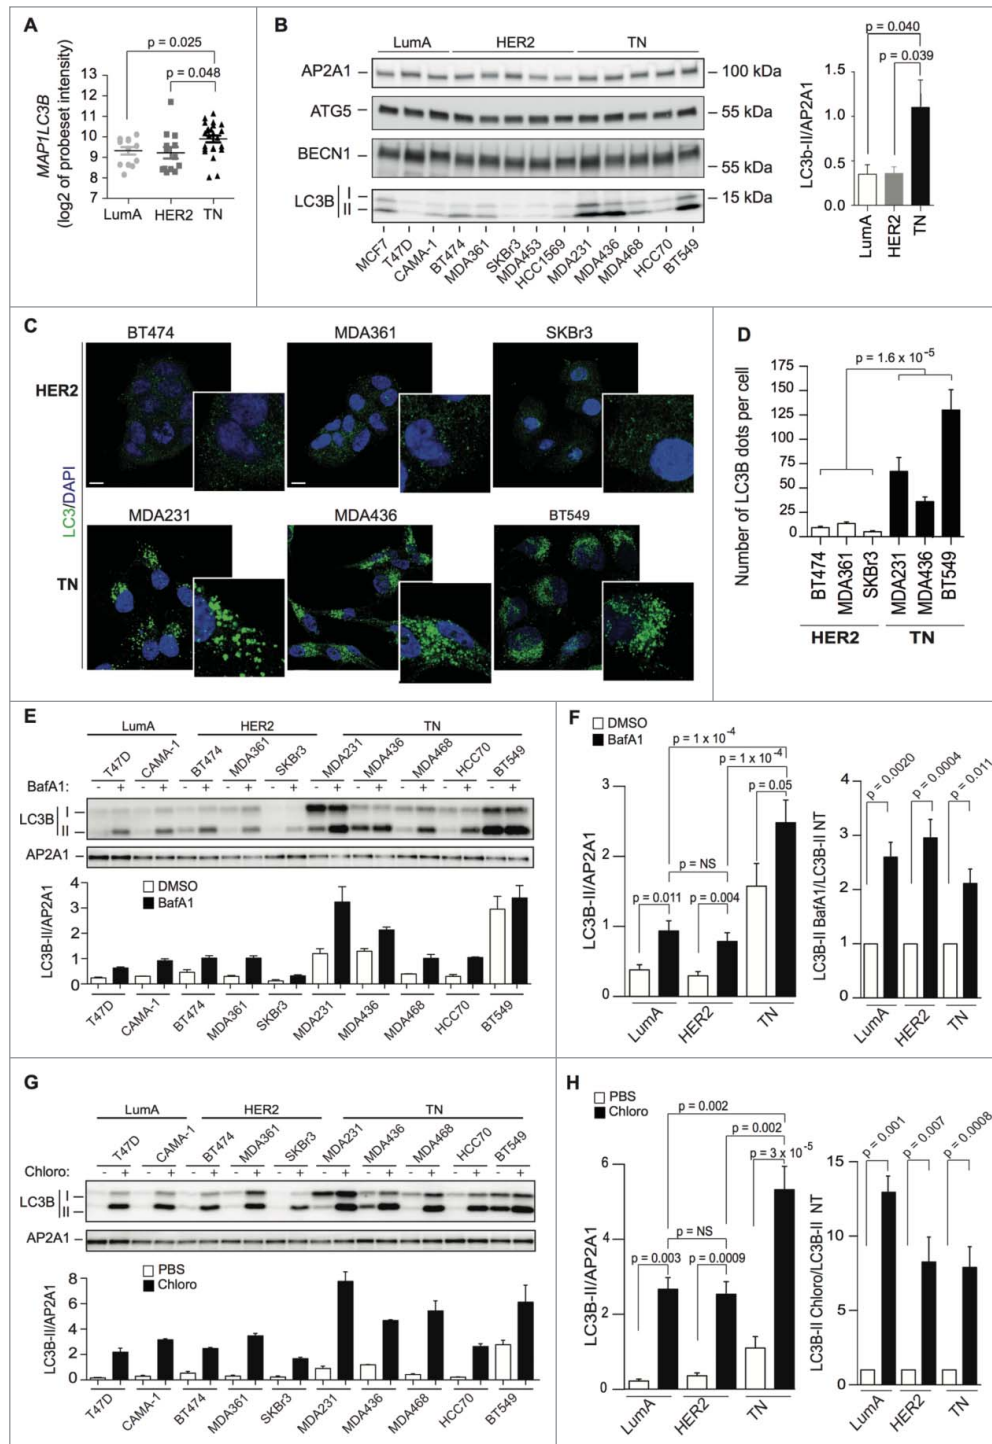 A
p = 0.025
p = 0.048
MAP1LC3B
(log2 of probeset intensity)
13
12
11
10
9
8
7
LumA HER2 TN
B
LumA HER2 TN
AP2A1 – 100 kDa
ATG5 – 55 kDa
BECN1 – 55 kDa
LC3B I – 15 kDa
II
MCF7 T47D CAMA-1 BT474 MDA361 SKBr3 MDA453 HCC1569 MDA231 MDA436 MDA468 HCC70 BT549
p = 0.040
p = 0.039
LC3b-II/AP2A1
1.5
1.0
0.5
0.0
LumA HER2 TN
C
BT474 MDA361 SKBr3
HER2
LC3/DAPI
MDA231 MDA436 BT549
TN
D
p = 1.6 x 10-5
Number of LC3B dots per cell
175
125
100
75
50
25
0
BT474 MDA361 SKBr3 MDA231 MDA436 BT549
HER2 TN
E
LumA HER2 TN
T47D CAMA-1 BT474 MDA361 SKBr3 MDA231 MDA436 MDA468 HCC70 BT549
BafA1: - + - + - + - + - + - + - + - + - + - +
LC3B I
II
AP2A1
DMSO
BafA1
LC3B-II/AP2A1
4
3
2
1
0
T47D CAMA-1 BT474 MDA361 SKBr3 MDA231 MDA436 MDA468 HCC70 BT549
F
DMSO
BafA1
p = 1 x 10-4
p = 1 x 10-4
p = 0.05
p = NS
p = 0.011 p = 0.004
LC3B-II/AP2A1
3
2
1
0
LumA HER2 TN
p = 0.0020 p = 0.0004 p = 0.011
LC3B-II BafA1/LC3B-II NT
4
3
2
1
0
LumA HER2 TN
G
LumA HER2 TN
T47D CAMA-1 BT474 MDA361 SKBr3 MDA231 MDA436 MDA468 HCC70 BT549
Chloro: - + - + - + - + - + - + - + - + - + - +
LC3B I
II
AP2A1
PBS
Chloro
LC3B-II/AP2A1
8
6
4
2
0
T47D CAMA-1 BT474 MDA361 SKBr3 MDA231 MDA436 MDA468 HCC70 BT549
H
PBS
Chloro
p = 0.002
p = 0.002
p = 3 x 10-5
p = NS
p = 0.003 p = 0.0009
LC3B-II/AP2A1
6
4
2
0
LumA HER2 TN
p = 0.001 p = 0.007 p = 0.0008
LC3B-II Chloro/LC3B-II NT
15
10
5
0
LumA HER2 TN